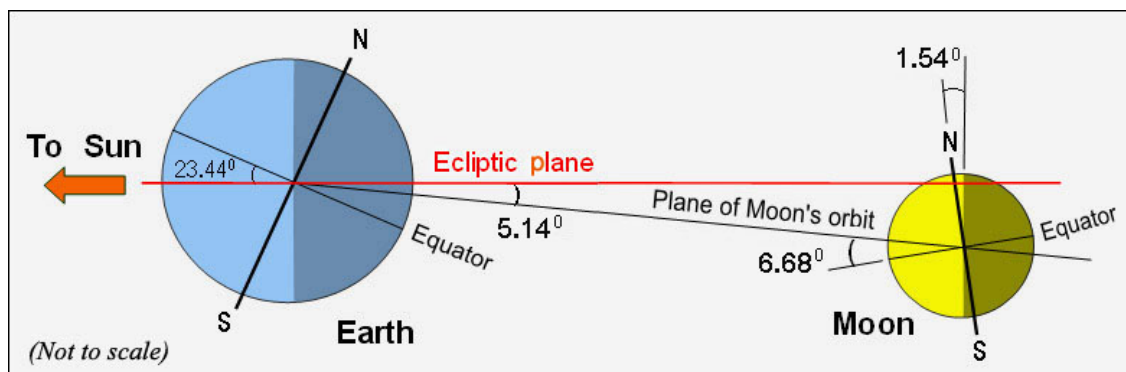 N
1.54⁰
To Sun
23.44⁰
Ecliptic plane
N
Plane of Moon's orbit
5.14⁰
Equator
Equator
6.68⁰
S
Earth
Moon
S
(Not to scale)